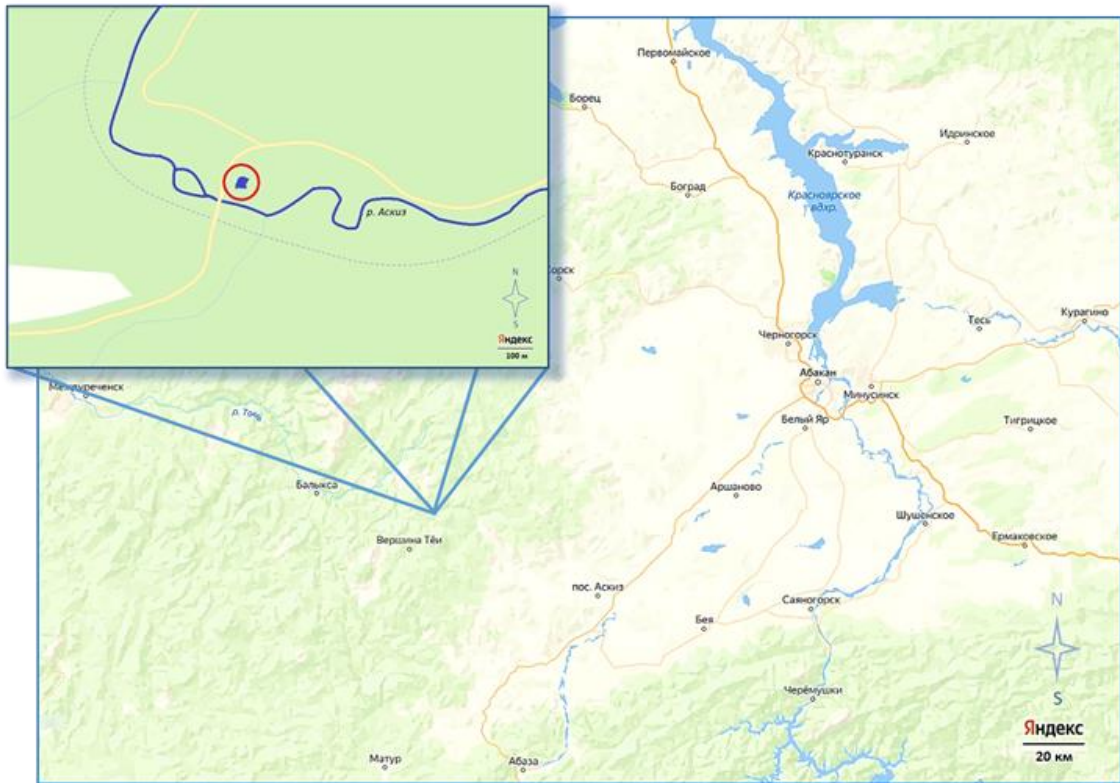 р. Аскиз
N
S
Яндекс
100 м
Первомайское
Борец
Идринское
Краснотуранск
Боград
Красноярское
вдхр.
Курагино
Тесь
Черногорск
Абакан
Минусинск
Междуреченск
р. Томь
Белый Яр
Тигрицкое
Балыкса
Аршаново
Шушенское
Вершина Тёи
Ермаковское
пос. Аскиз
Саяногорск
Бея
N
S
Черёмушки
Яндекс
20 км
Матур
Абаза